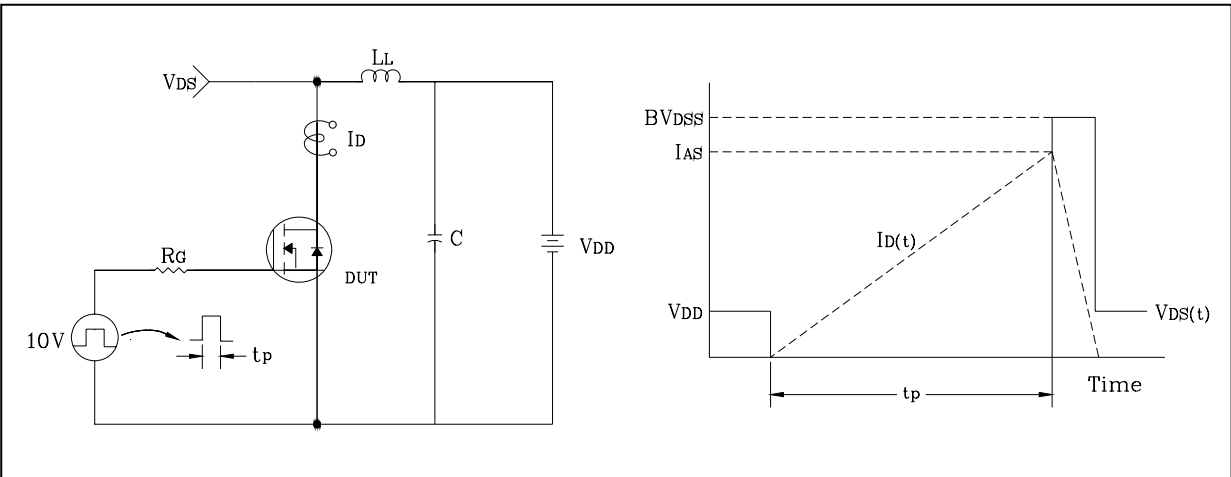 LL
VDS
ID
RG
DUT
C
VDD
10V
tp
BVDSS
IAS
ID(t)
VDD
VDS(t)
Time
tp